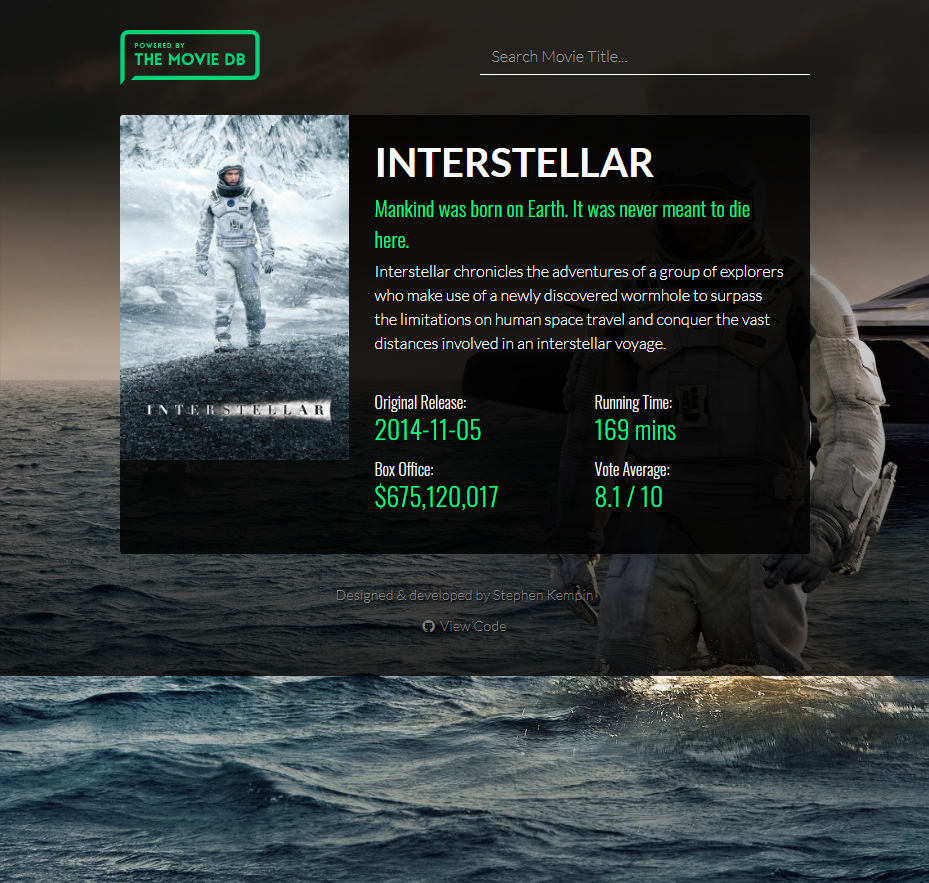 POWERED BY
THE MOVIE DB
Search Movie Title...
INTERSTELLAR
INTERSTELLAR
Mankind was born on Earth. It was never meant to die
here.
Interstellar chronicles the adventures of a group of explorers
who make use of a newly discovered wormhole to surpass
the limitations on human space travel and conquer the vast
distances involved in an interstellar voyage.
Original Release:
2014-11-05
Running Time:
169 mins
Box Office:
$675,120,017
Vote Average:
8.1 / 10
Designed & developed by Stephen Kempin
View Code